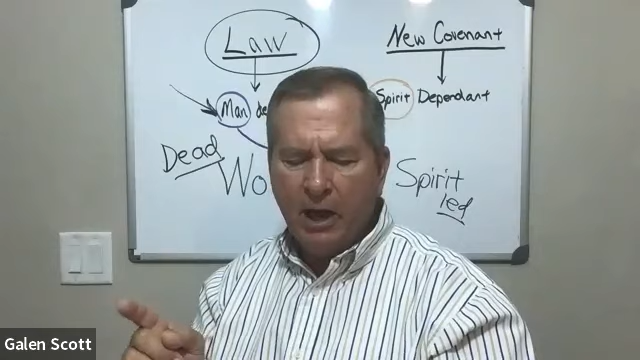 Law
New Covenant
Man
Spirit Dependant
Dead
Spirit
led
Galen Scott